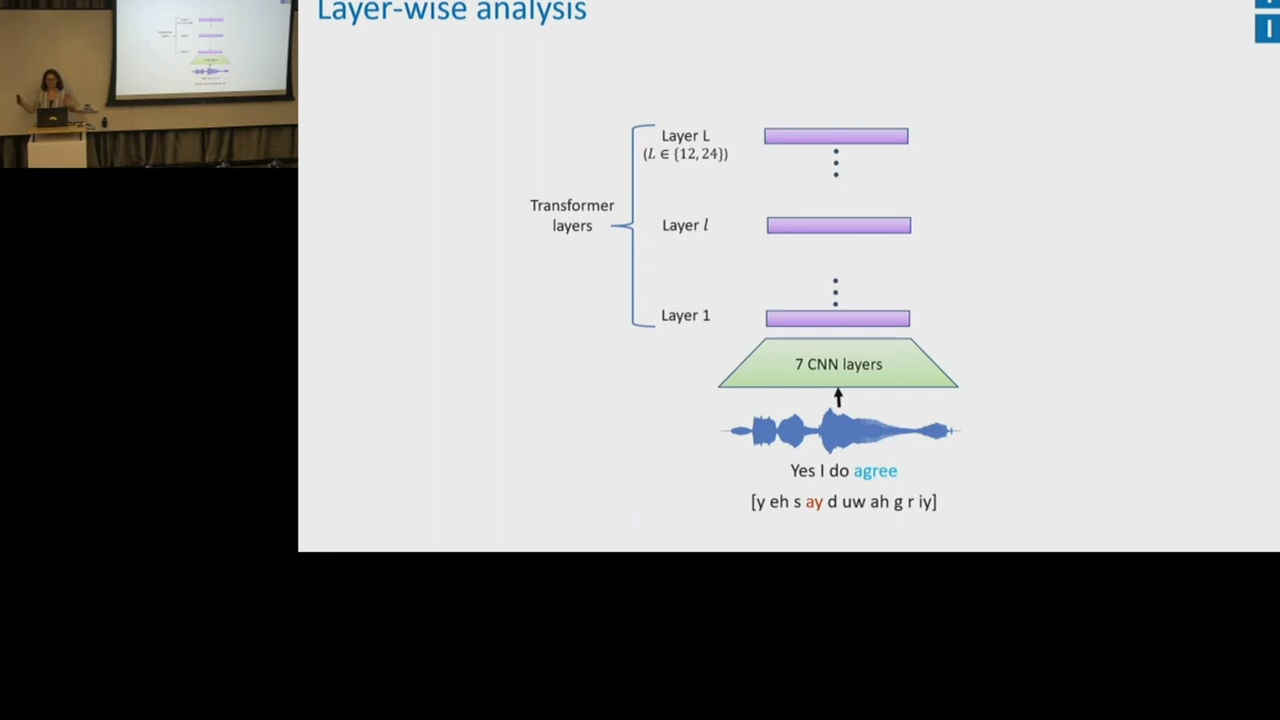 Layer-wise analysis
Layer L
(L ∈ {12, 24})
Transformer
layers
Layer l
Layer 1
7 CNN layers
Yes I do agree
[y eh s ay d uw ah g r iy]